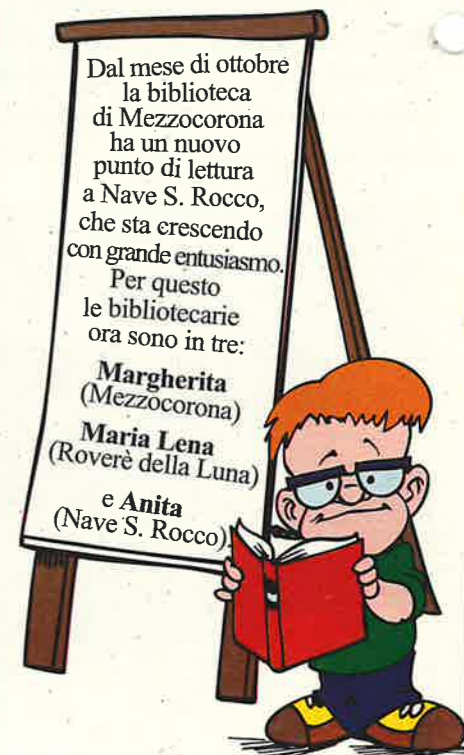 Dal mese di ottobre
la biblioteca
di Mezzocorona
ha un nuovo
punto di lettura
a Nave S. Rocco,
che sta crescendo
con grande entusiasmo.
Per questo
le bibliotecarie
ora sono in tre:
Margherita
(Mezzocorona)
Maria Lena
(Roverè della Luna)
e Anita
(Nave S. Rocco)